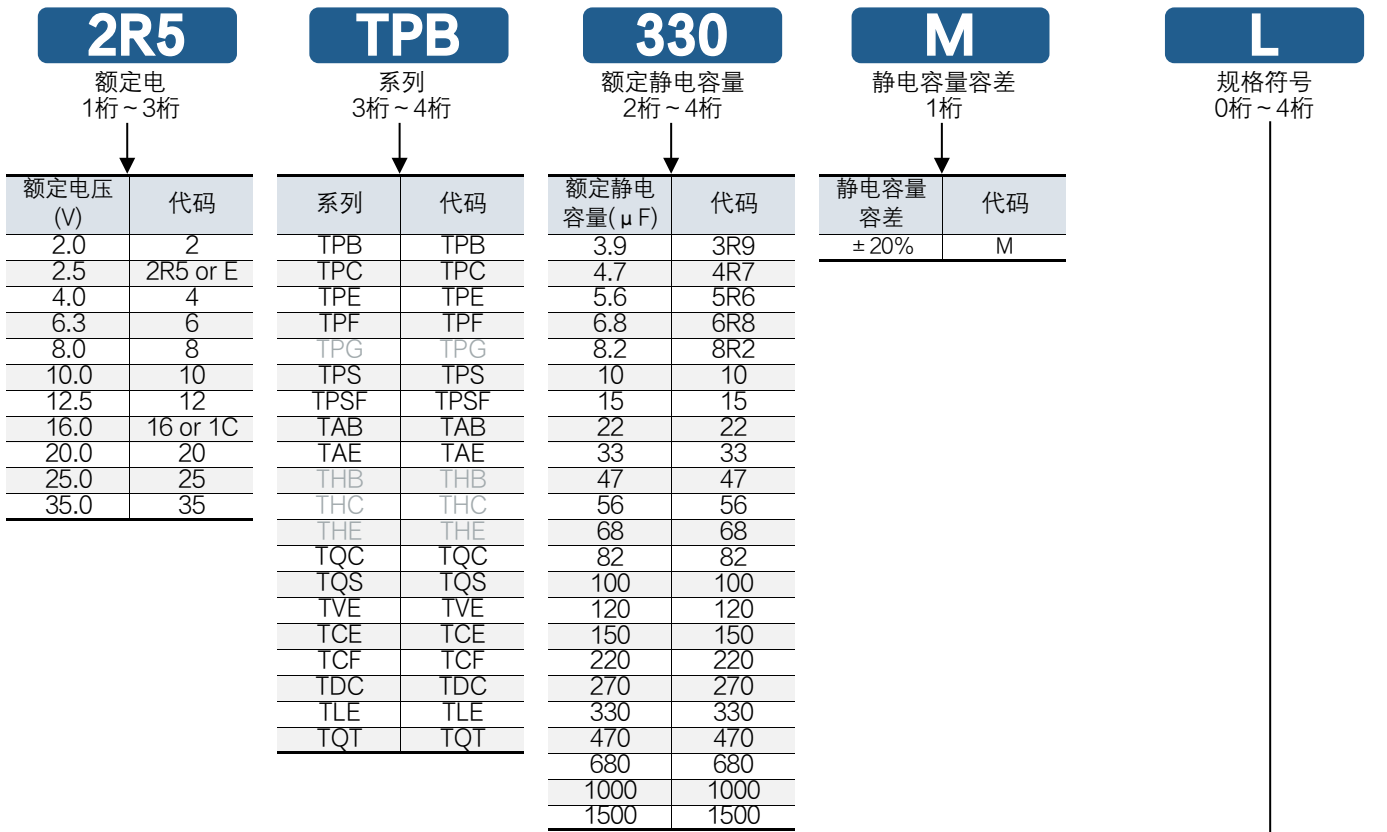 2R5 TPB 330 M L
额定电 系列 额定静电容量 静电容量容差 规格符号
1桁～3桁 3桁～4桁 2桁～4桁 1桁 0桁～4桁
额定电压
(V)
代码
2.0 2
2.5 2R5 or E
4.0 4
6.3 6
8.0 8
10.0 10
12.5 12
16.0 16 or 1C
20.0 20
25.0 25
35.0 35
系列 代码
TPB TPB
TPC TPC
TPE TPE
TPF TPF
TPG TPG
TPS TPS
TPSF TPSF
TAB TAB
TAE TAE
THB THB
THC THC
THE THE
TQC TQC
TQS TQS
TVE TVE
TCE TCE
TCF TCF
TDC TDC
TLE TLE
TQT TQT
额定静电
容量(μF)
代码
3.9 3R9
4.7 4R7
5.6 5R6
6.8 6R8
8.2 8R2
10 10
15 15
22 22
33 33
47 47
56 56
68 68
82 82
100 100
120 120
150 150
220 220
270 270
330 330
470 470
680 680
1000 1000
1500 1500
静电容量
容差
代码
±20% M